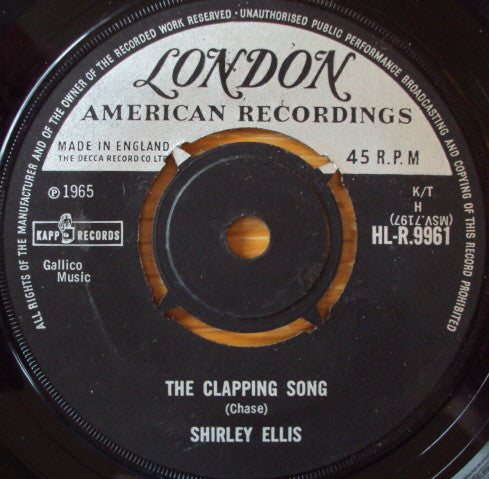 ALL RIGHTS OF THE MANUFACTURER AND OF THE OWNER OF THE RECORDED WORK RESERVED · UNAUTHORISED PUBLIC PERFORMANCE BROADCASTING AND COPYING OF THIS RECORD PROHIBITED
LONDON
AMERICAN RECORDINGS
MADE IN ENGLAND
THE DECCA RECORD CO LTD
45 R.P.M
℗ 1965
K/T
H
(MSV.7197)
HL-R.9961
KAPP RECORDS
Gallico
Music
THE CLAPPING SONG
(Chase)
SHIRLEY ELLIS